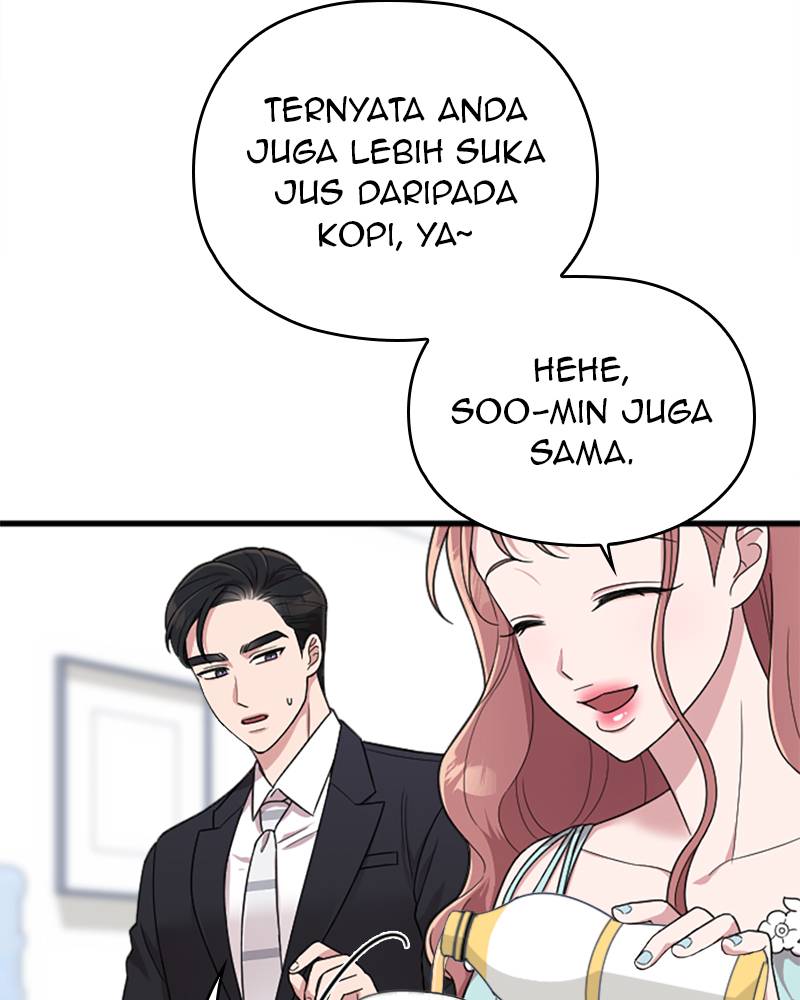 TERNYATA ANDA
JUGA LEBIH SUKA
JUS DARIPADA
KOPI, YA~
HEHE,
SOO-MIN JUGA
SAMA.